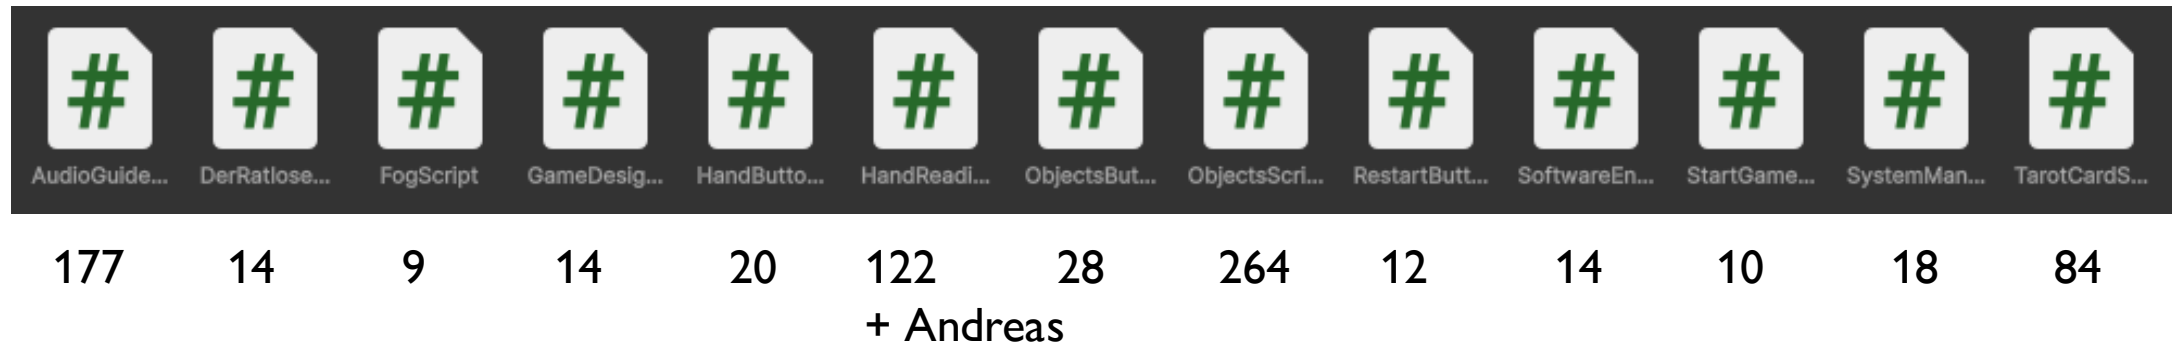 AudioGuide... DerRatlose... FogScript GameDesig... HandButto... HandReadi... ObjectsBut... ObjectsScri... RestartButt... SoftwareEn... StartGame... SystemMan... TarotCardS...
177 14 9 14 20 122 28 264 12 14 10 18 84
+ Andreas